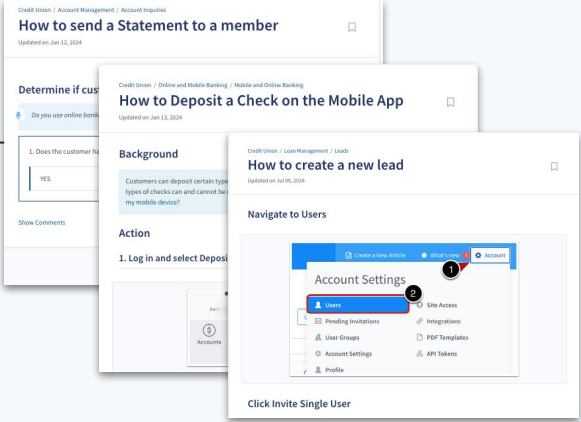 Credit Union / Account Management / Account Inquiries
How to send a Statement to a member
Updated on Jan 12, 2024
Determine if cus
Do you use online bank
1. Does the customer ha
YES
Show Comments
Credit Union / Online and Mobile Banking / Mobile and Online Banking
How to Deposit a Check on the Mobile App
Updated on Jan 13, 2024
Background
Customers can deposit certain type
types of checks can and cannot be
my mobile device?
Action
1. Log in and select Deposi
Accounts
Credit Union / Loan Management / Leads
How to create a new lead
Updated on Jul 09, 2024
Navigate to Users
Create a New Article
What's new
Account
1
Account Settings
2
Users
Site Access
Pending Invitations
Integrations
User Groups
PDF Templates
Account Settings
API Tokens
Profile
Click Invite Single User